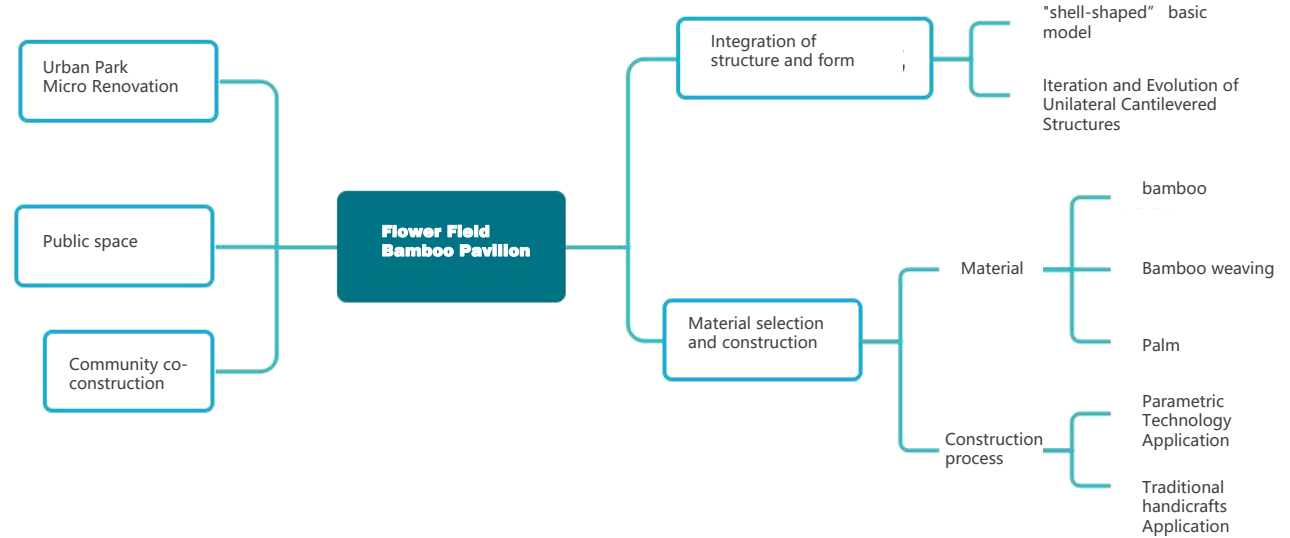 Urban Park
Micro Renovation
Public space
Community co-
construction
Flower Field
Bamboo Pavilion
Integration of
structure and form
;
"shell-shaped” basic
model
Iteration and Evolution of
Unilateral Cantilevered
Structures
Material selection
and construction
Material
bamboo
Bamboo weaving
Palm
Construction
process
Parametric
Technology
Application
Traditional
handicrafts
Application